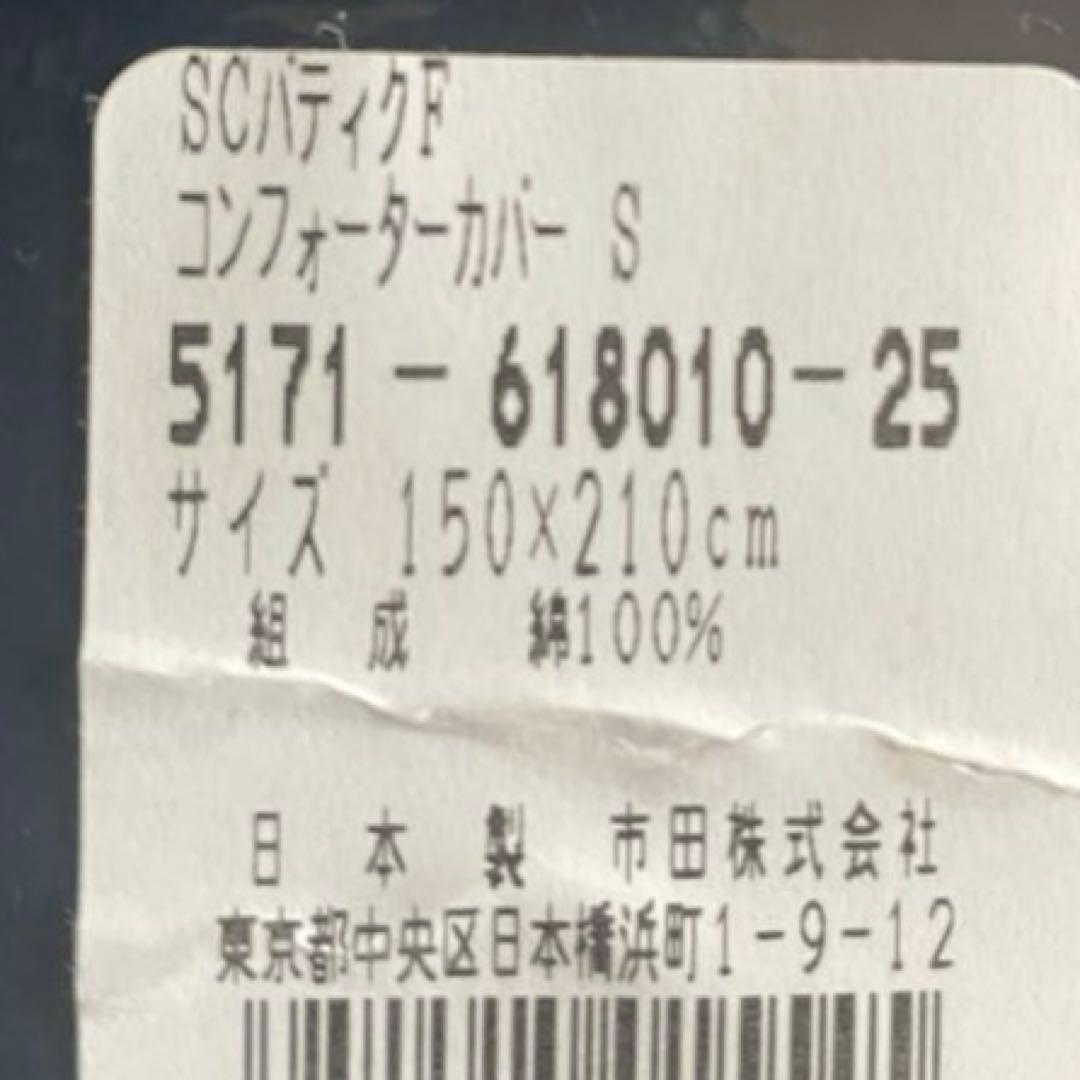 SCバティクF
コンフォーターカバー S
5171-618010-25
サイズ 150×210cm
組 成 綿100%
日 本 製 市田株式会社
東京都中央区日本橋浜町1-9-12